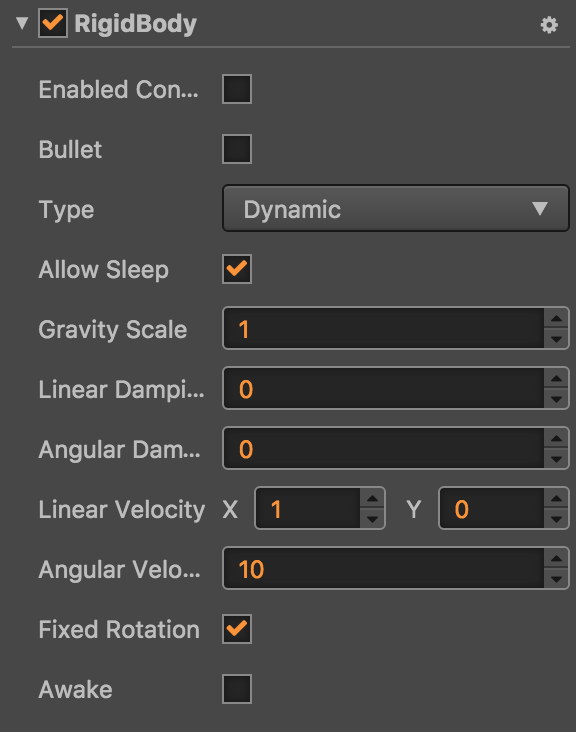 RigidBody
Enabled Con...
Bullet
Type Dynamic
Allow Sleep
Gravity Scale 1
Linear Dampi... 0
Angular Dam... 0
Linear Velocity X 1 Y 0
Angular Velo... 10
Fixed Rotation
Awake